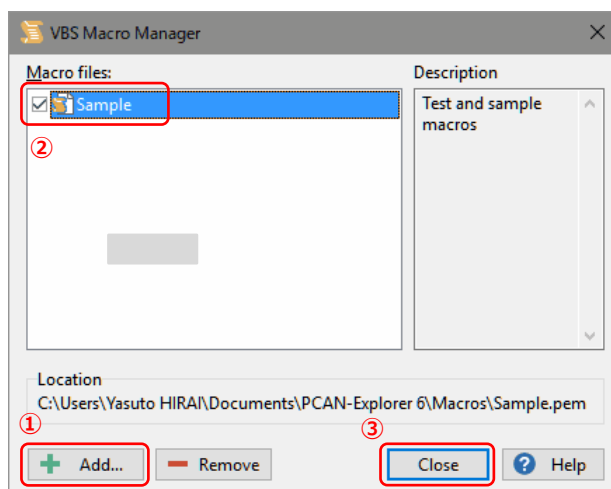 VBS Macro Manager
Macro files:
Description
Sample
Test and sample
macros
②
Location
C:\Users\Yasuto HIRAI\Documents\PCAN-Explorer 6\Macros\Sample.pem
①
③
Add...
Remove
Close
Help